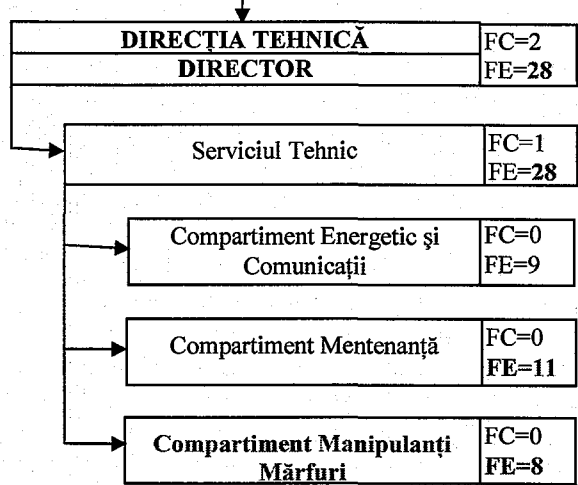 DIRECȚIA TEHNICĂ
FC=2
DIRECTOR
FE=28
Serviciul Tehnic
FC=1
FE=28
Compartiment Energetic şi
Comunicații
FC=0
FE=9
Compartiment Mentenanță
FC=0
FE=11
Compartiment Manipulanți
Mărfuri
FC=0
FE=8